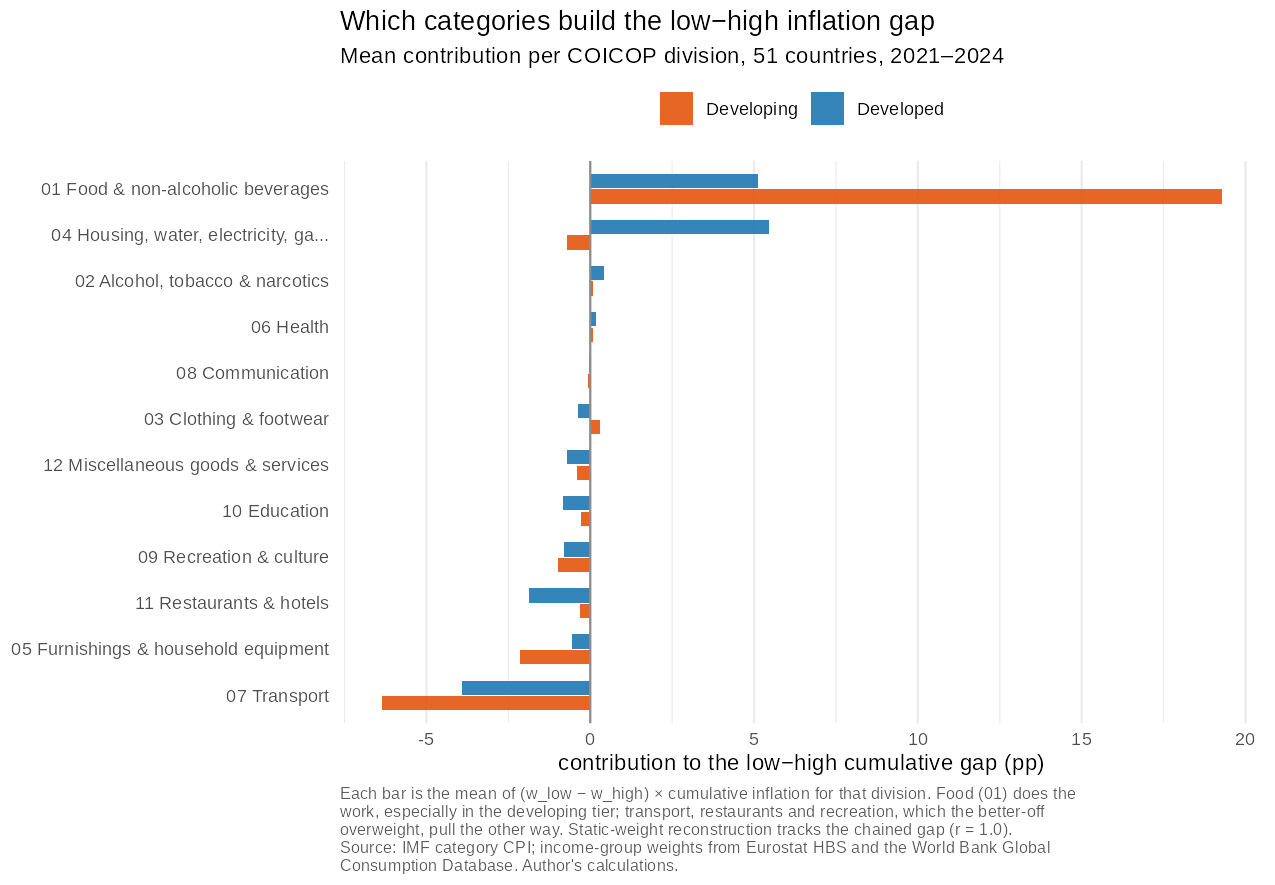 Which categories build the low−high inflation gap
Mean contribution per COICOP division, 51 countries, 2021–2024
Developing
Developed
01 Food & non-alcoholic beverages
04 Housing, water, electricity, ga...
02 Alcohol, tobacco & narcotics
06 Health
08 Communication
03 Clothing & footwear
12 Miscellaneous goods & services
10 Education
09 Recreation & culture
11 Restaurants & hotels
05 Furnishings & household equipment
07 Transport
-5 0 5 10 15 20
contribution to the low−high cumulative gap (pp)
Each bar is the mean of (w_low − w_high) × cumulative inflation for that division. Food (01) does the
work, especially in the developing tier; transport, restaurants and recreation, which the better-off
overweight, pull the other way. Static-weight reconstruction tracks the chained gap (r = 1.0).
Source: IMF category CPI; income-group weights from Eurostat HBS and the World Bank Global
Consumption Database. Author's calculations.